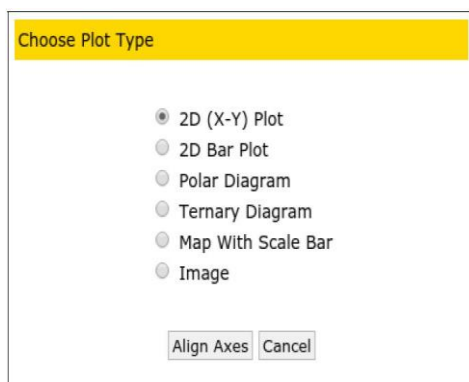 Choose Plot Type
2D (X-Y) Plot
2D Bar Plot
Polar Diagram
Ternary Diagram
Map With Scale Bar
Image
Align Axes Cancel